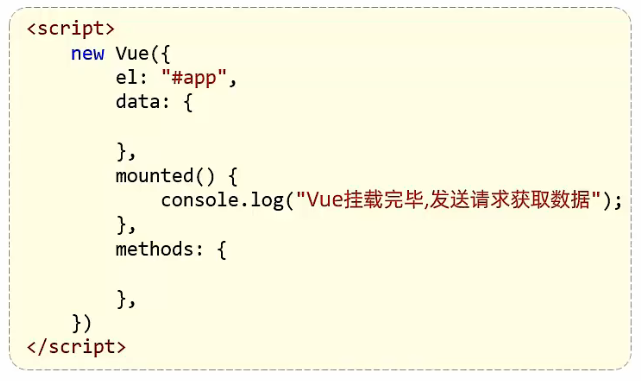 <script>
    new Vue({
        el: "#app",
        data: {

        },
        mounted() {
            console.log("Vue挂载完毕,发送请求获取数据");
        },
        methods: {

        },
    })
</script>